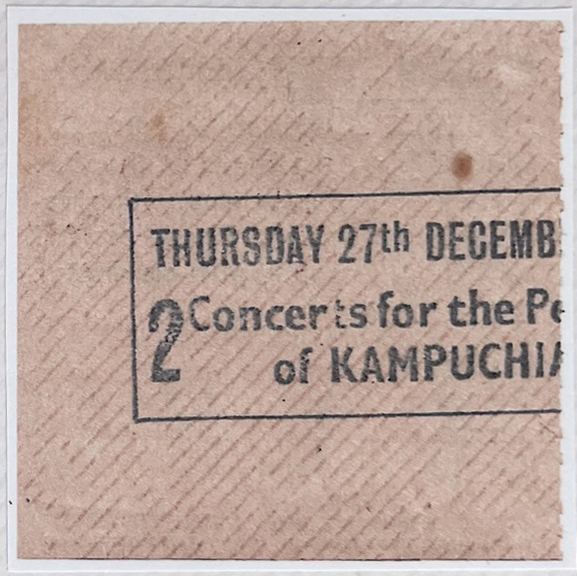 THURSDAY 27th DECEMB
2 Concerts for the Pe
of KAMPUCHIA